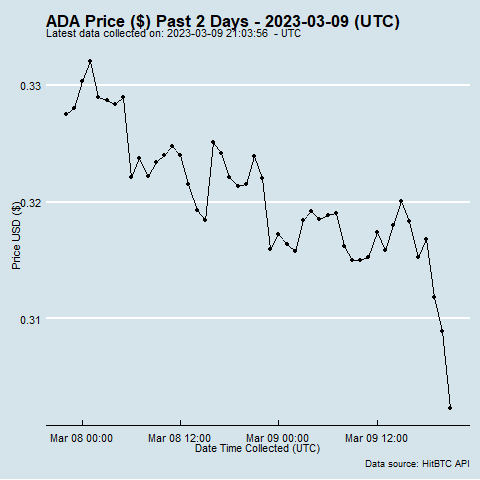 ADA Price ($) Past 2 Days - 2023-03-09 (UTC)
Latest data collected on: 2023-03-09 21:03:56 - UTC
0.33
0.32
0.31
Price USD ($)
Mar 08 00:00
Mar 08 12:00
Mar 09 00:00
Mar 09 12:00
Date Time Collected (UTC)
Data source: HitBTC API